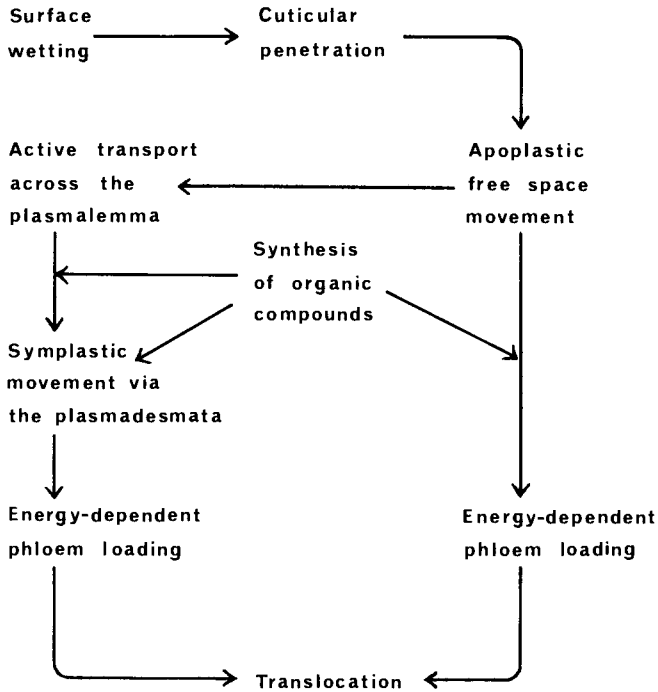 Surface
wetting
Cuticular
penetration
Active transport
across the
plasmalemma
Apoplastic
free space
movement
Synthesis
of organic
compounds
Symplastic
movement via
the plasmadesmata
Energy-dependent
phloem loading
Energy-dependent
phloem loading
Translocation